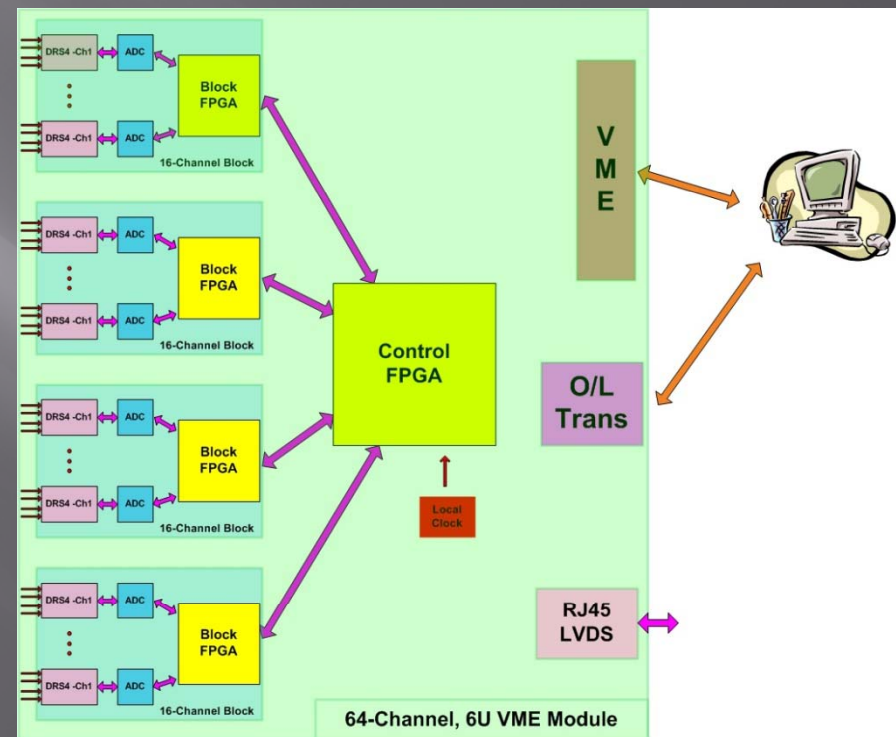 DRS4 -Ch1
ADC
Block
FPGA
DRS4 -Ch1
ADC
16-Channel Block
DRS4 -Ch1
ADC
Block
FPGA
DRS4 -Ch1
ADC
16-Channel Block
DRS4 -Ch1
ADC
Block
FPGA
DRS4 -Ch1
ADC
16-Channel Block
DRS4 -Ch1
ADC
Block
FPGA
DRS4 -Ch1
ADC
16-Channel Block
Control
FPGA
Local
Clock
V
M
E
O/L
Trans
RJ45
LVDS
64-Channel, 6U VME Module